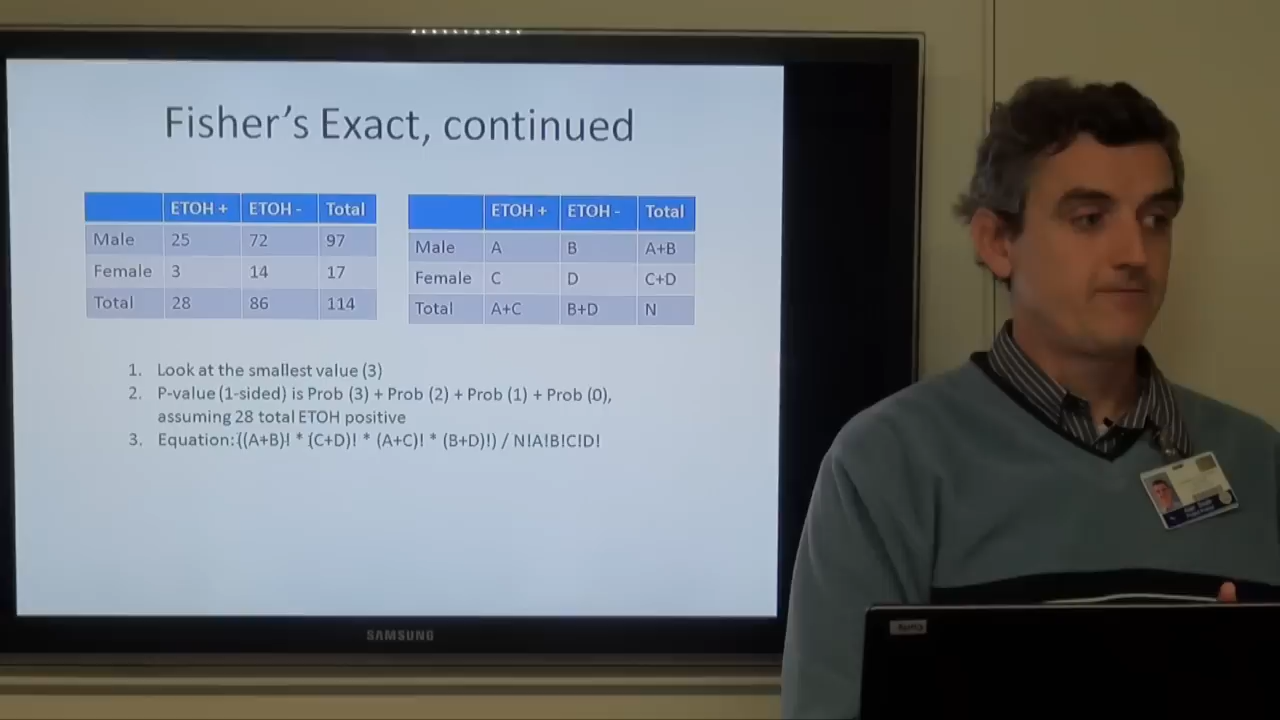 Fisher's Exact, continued
ETOH + ETOH - Total
Male 25 72 97
Female 3 14 17
Total 28 86 114
ETOH + ETOH - Total
Male A B A+B
Female C D C+D
Total A+C B+D N
1. Look at the smallest value (3)
2. P-value (1-sided) is Prob (3) + Prob (2) + Prob (1) + Prob (0),
assuming 28 total ETOH positive
3. Equation:{((A+B)! * (C+D)! * (A+C)! * (B+D)!) / N!A!B!C!D!
SAMSUNG